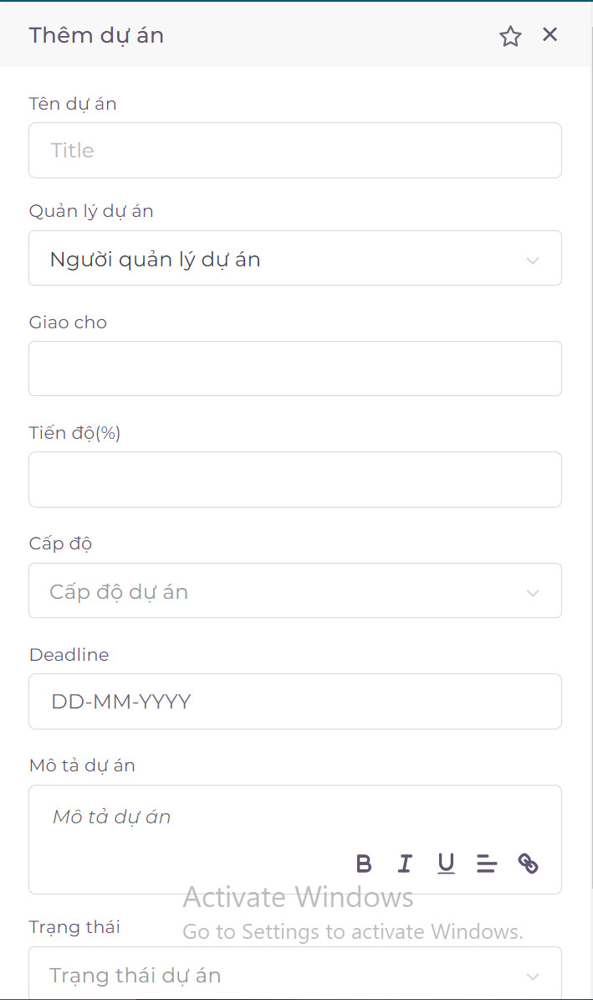 Thêm dự án
Tên dự án
Title
Quản lý dự án
Người quản lý dự án
Giao cho
Tiến độ(%)
Cấp độ
Cấp độ dự án
Deadline
DD-MM-YYYY
Mô tả dự án
Mô tả dự án
B I U
Activate Windows
Trạng thái
Go to Settings to activate Windows.
Trạng thái dự án